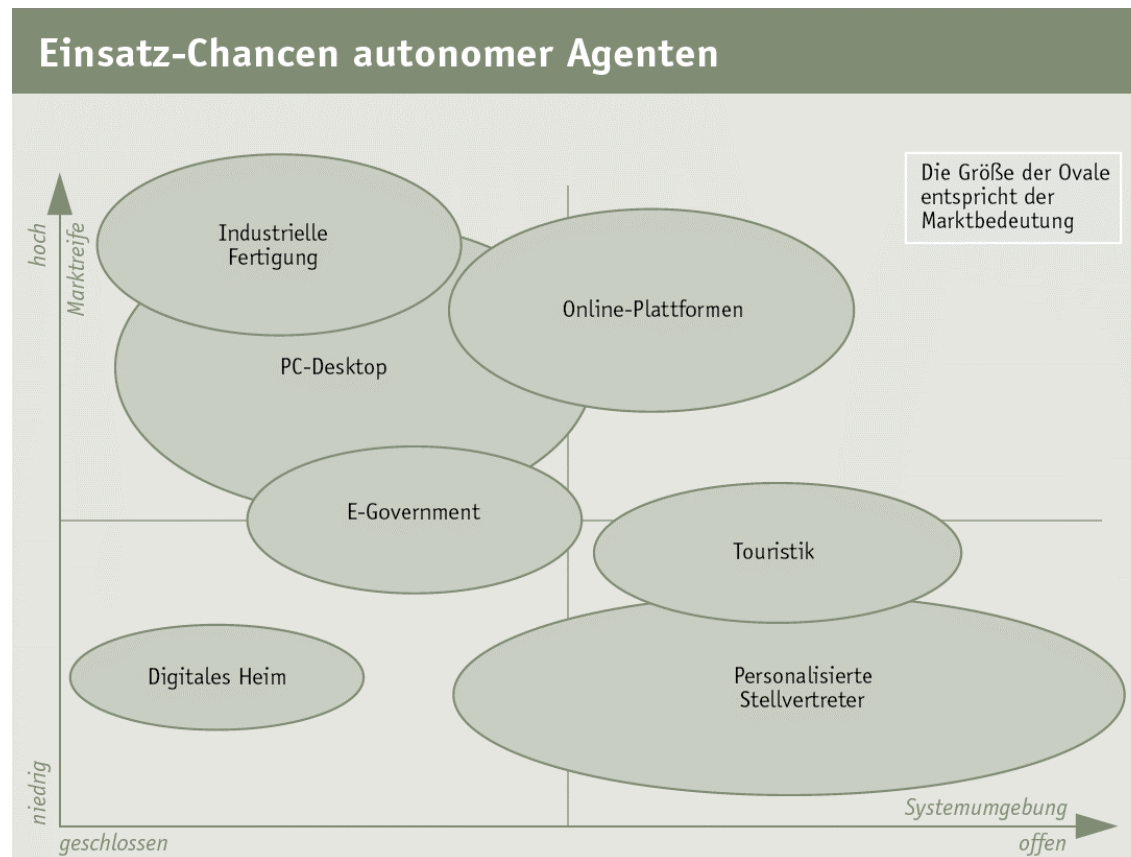 Einsatz-Chancen autonomer Agenten
Die Größe der Ovale
entspricht der
Marktbedeutung
hoch
Marktreife
Industrielle
Fertigung
Online-Plattformen
PC-Desktop
E-Government
Touristik
Digitales Heim
Personalisierte
Stellvertreter
niedrig
Systemumgebung
geschlossen
offen